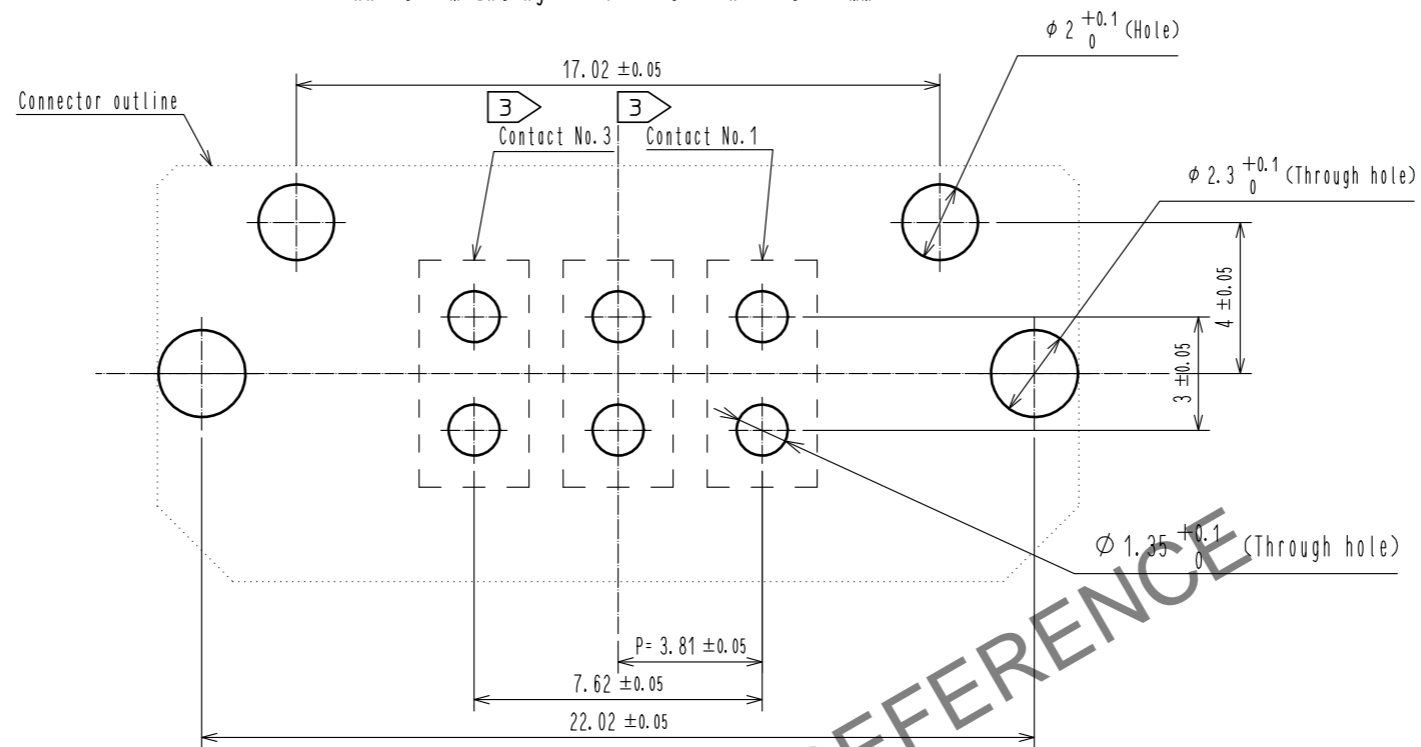 φ 2 +0.1 0 (Hole)
17.02 ±0.05
Connector outline
3
3
Contact No.3
Contact No.1
φ 2.3 +0.1 0 (Through hole)
4 ±0.05
3 ±0.05
φ 1.35 +0.1 0 (Through hole)
P= 3.81 ±0.05
7.62 ±0.05
22.02 ±0.05